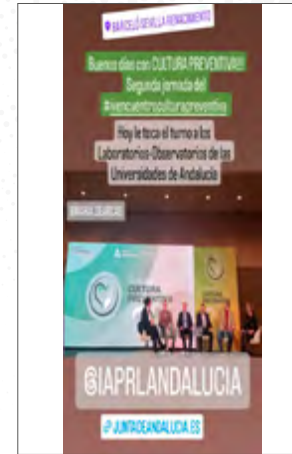 BARCELÓ SEVILLA RENACIMIENTO
Buenos días con CULTURA PREVENTIVA!!!
Segunda jornada del
#ivencuentroculturapreventiva
Hoy le toca el turno a los
Laboratorios-Observatorios de las
Universidades de Andalucía
CULTURA
PREVENTIVA
@IAPRLANDALUCIA
JUNTADEANDALUCIA.ES